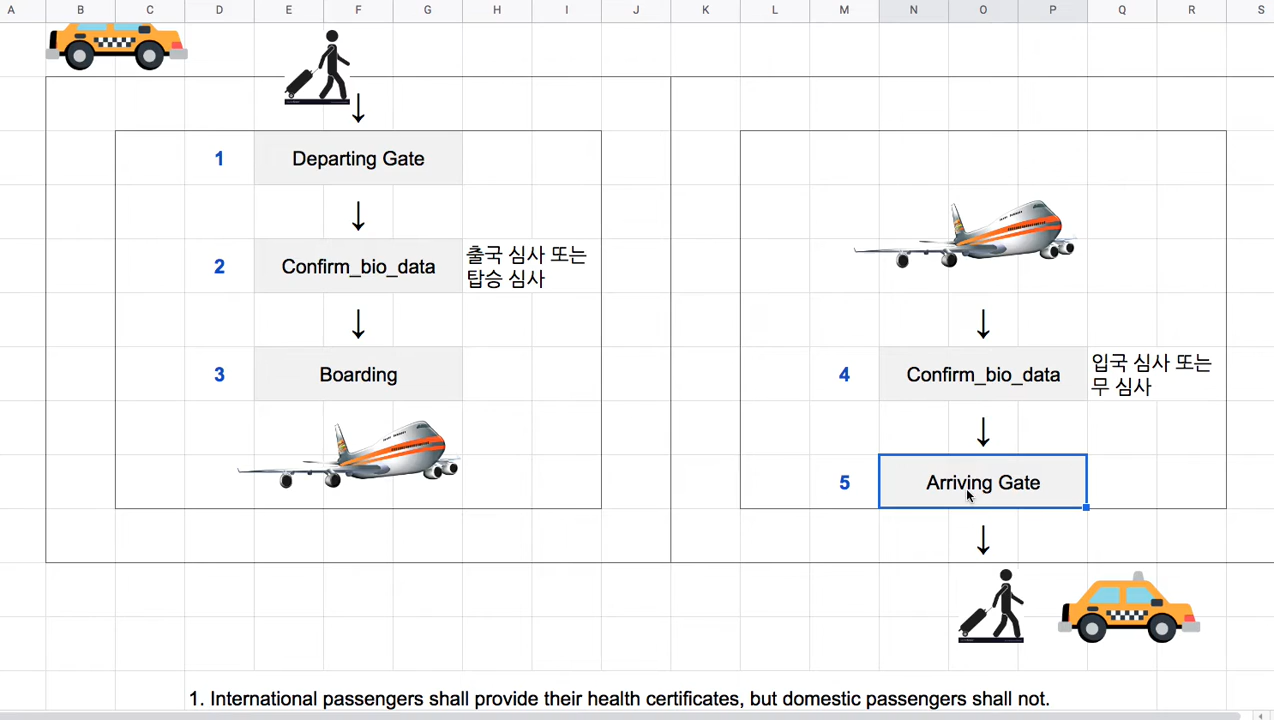 A B C D E F G H I J K L M N O P Q R S
1 Departing Gate
2 Confirm_bio_data
출국 심사 또는
탑승 심사
3 Boarding
4 Confirm_bio_data
입국 심사 또는
무 심사
5 Arriving Gate
1. International passengers shall provide their health certificates, but domestic passengers shall not.